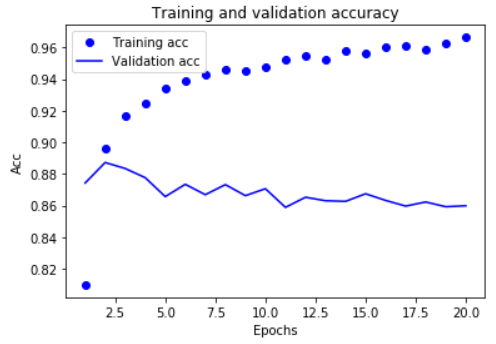 Training and validation accuracy
Training acc
Validation acc
Acc
0.96
0.94
0.92
0.90
0.88
0.86
0.84
0.82
2.5 5.0 7.5 10.0 12.5 15.0 17.5 20.0
Epochs